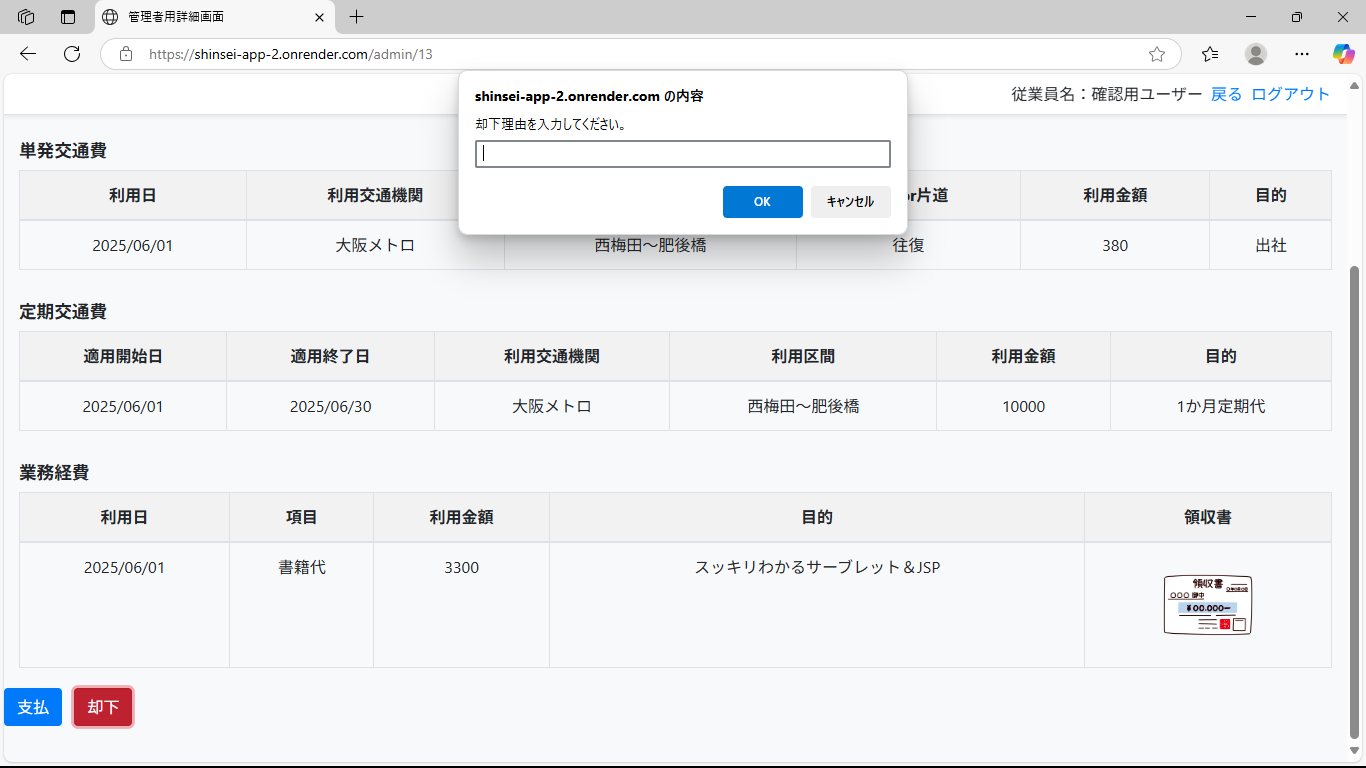 管理者用詳細画面
https://shinsei-app-2.onrender.com/admin/13
shinsei-app-2.onrender.com の内容
却下理由を入力してください。
OK キャンセル
従業員名：確認用ユーザー 戻る ログアウト
単発交通費
利用日 利用交通機関 or片道 利用金額 目的
2025/06/01 大阪メトロ 西梅田～肥後橋 往復 380 出社
定期交通費
適用開始日 適用終了日 利用交通機関 利用区間 利用金額 目的
2025/06/01 2025/06/30 大阪メトロ 西梅田～肥後橋 10000 1か月定期代
業務経費
利用日 項目 利用金額 目的 領収書
2025/06/01 書籍代 3300 スッキリわかるサーブレット＆JSP
領収書
¥00.000-
支払 却下